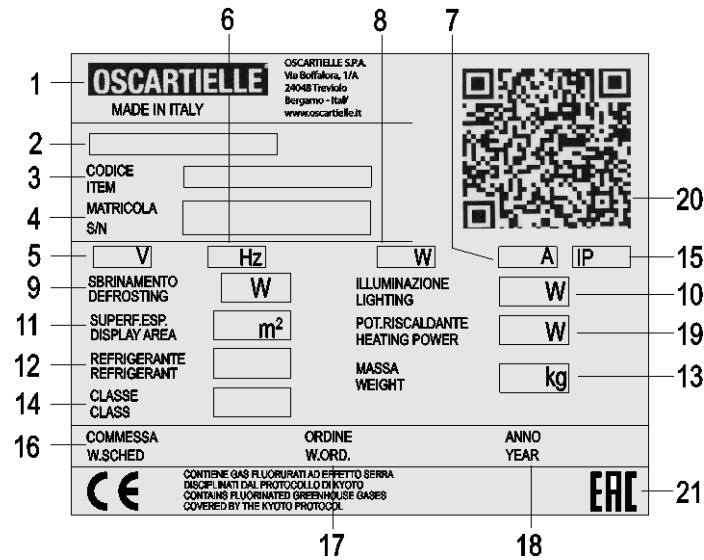 6
8
7
1
OSCARTIELLE
MADE IN ITALY
OSCARTIELLE S.P.A.
Via Boffalora, 1/A
24048 Treviolo
Bergamo - Italy
www.oscartielle.it
2
3
CODICE
ITEM
4
MATRICOLA
S/N
20
5
V
Hz
W
A
IP
15
9
SBRINAMENTO
DEFROSTING
W
ILLUMINAZIONE
LIGHTING
W
10
11
SUPERF.ESP.
DISPLAY AREA
m²
POT.RISCALDANTE
HEATING POWER
W
19
12
REFRIGERANTE
REFRIGERANT
MASSA
WEIGHT
kg
13
14
CLASSE
CLASS
16
COMMESSA
W.SCHED
ORDINE
W.ORD.
ANNO
YEAR
CE
CONTIENE GAS FLUORURATI AD EFFETTO SERRA
DISCIPLINATI DAL PROTOCOLLO DI KYOTO
CONTAINS FLUORINATED GREENHOUSE GASES
COVERED BY THE KYOTO PROTOCOL
EAC
21
17
18